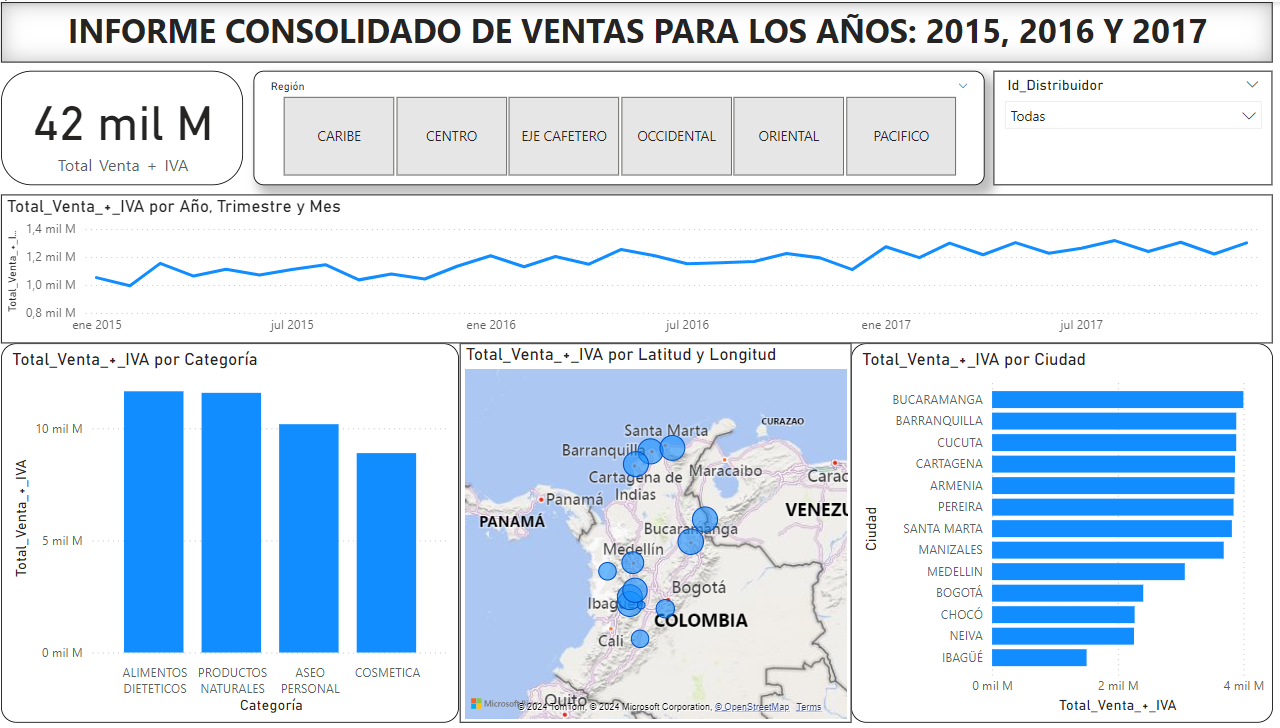 INFORME CONSOLIDADO DE VENTAS PARA LOS AÑOS: 2015, 2016 Y 2017
42 mil M
Total Venta + IVA
Región
CARIBE
CENTRO
EJE CAFETERO
OCCIDENTAL
ORIENTAL
PACIFICO
Id_Distribuidor
Todas
Total_Venta_+_IVA por Año, Trimestre y Mes
Total_Venta_+_I...
1,4 mil M
1,2 mil M
1,0 mil M
0,8 mil M
ene 2015
jul 2015
ene 2016
jul 2016
ene 2017
jul 2017
Total_Venta_+_IVA por Categoría
Total_Venta_+_IVA
10 mil M
5 mil M
0 mil M
ALIMENTOS
DIETETICOS
PRODUCTOS
NATURALES
ASEO
PERSONAL
COSMETICA
Categoría
Total_Venta_+_IVA por Latitud y Longitud
CURAZAO
Santa Marta
Barranquilla
Maracaibo
Cartagena de
Indias
Carac
Panamá
PANAMÁ
VENEZU
Bucaramanga
Medellín
Bogotá
Ibagué
COLOMBIA
Cali
Quito
Microsoft
© 2024 TomTom, © 2024 Microsoft Corporation, © OpenStreetMap Terms
Total_Venta_+_IVA por Ciudad
Ciudad
BUCARAMANGA
BARRANQUILLA
CUCUTA
CARTAGENA
ARMENIA
PEREIRA
SANTA MARTA
MANIZALES
MEDELLIN
BOGOTÁ
CHOCÓ
NEIVA
IBAGÜÉ
0 mil M
2 mil M
4 mil M
Total_Venta_+_IVA